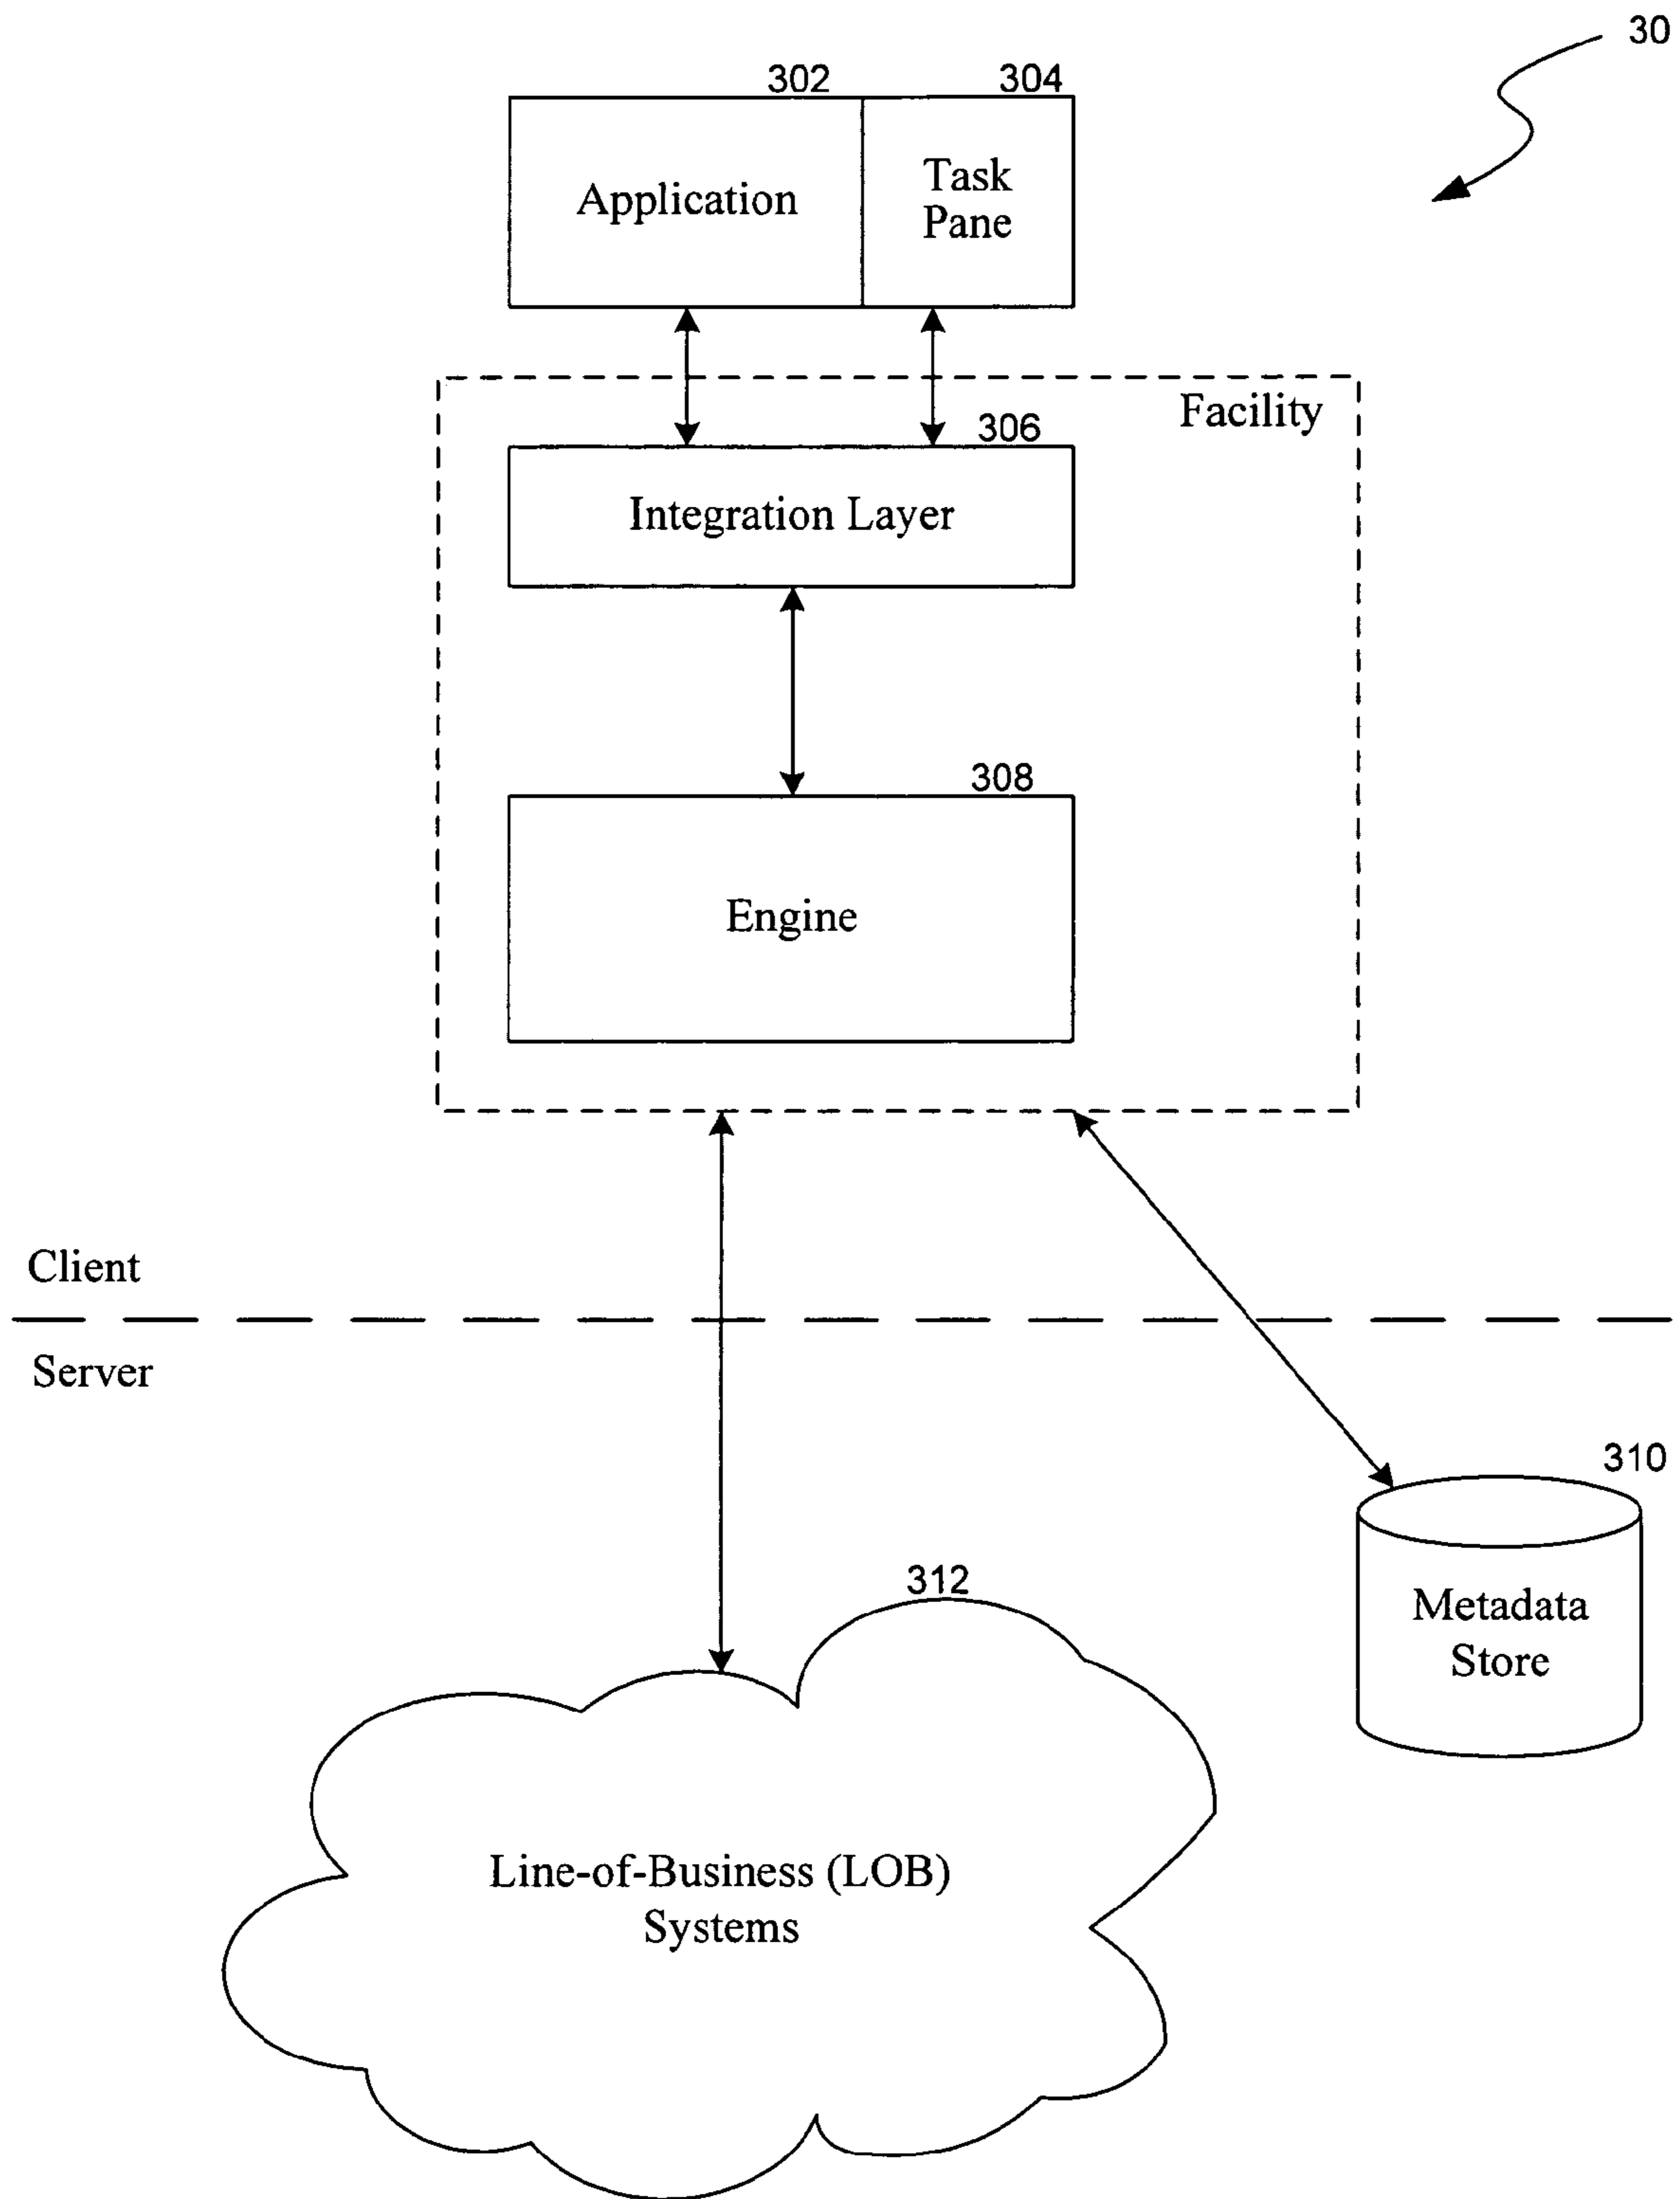 30
302
304
Application
Task
Pane
Facility
306
Integration Layer
308
Engine
Client
Server
310
Metadata
Store
312
Line-of-Business (LOB)
Systems